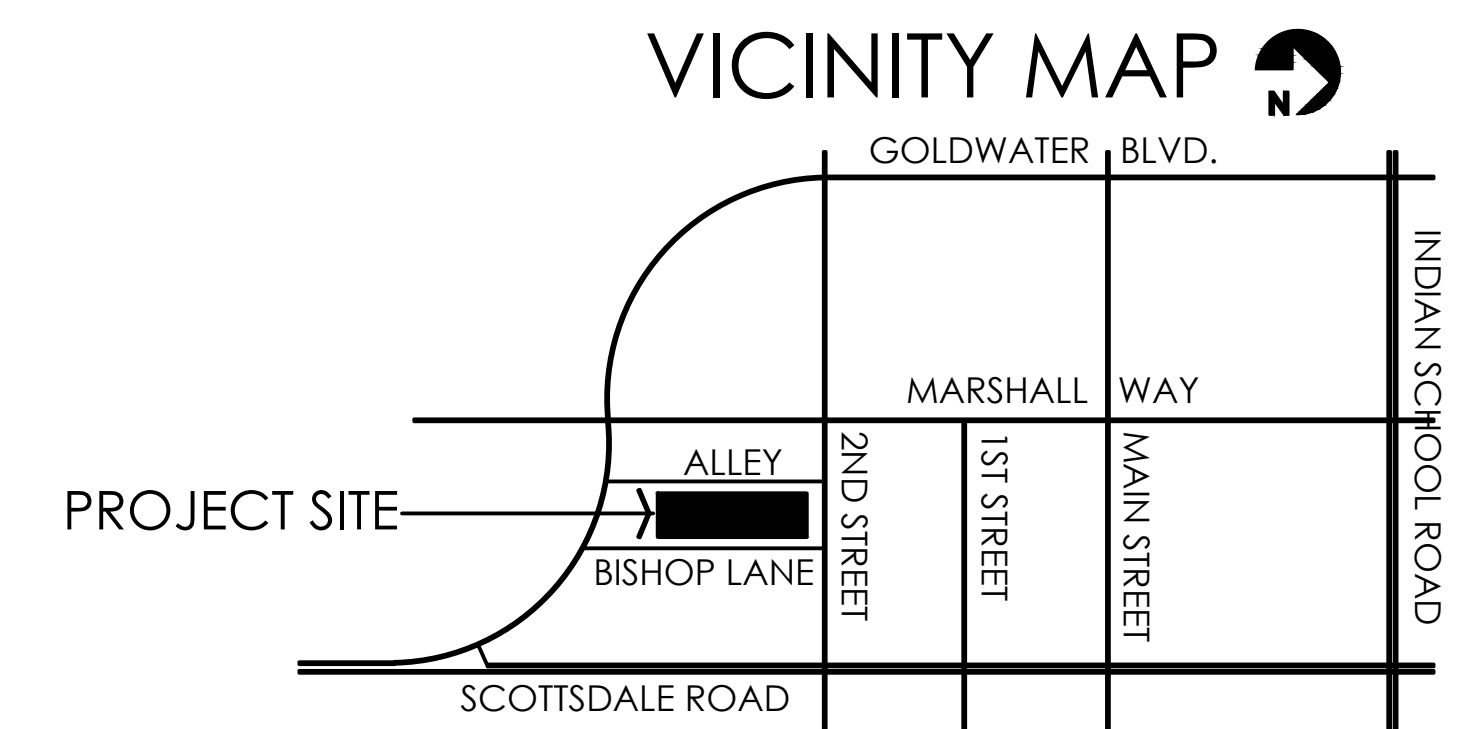 VICINITY MAP
N
GOLDWATER BLVD.
INDIAN SCHOOL ROAD
MARSHALL WAY
2ND STREET
1ST STREET
MAIN STREET
ALLEY
PROJECT SITE
BISHOP LANE
SCOTTSDALE ROAD